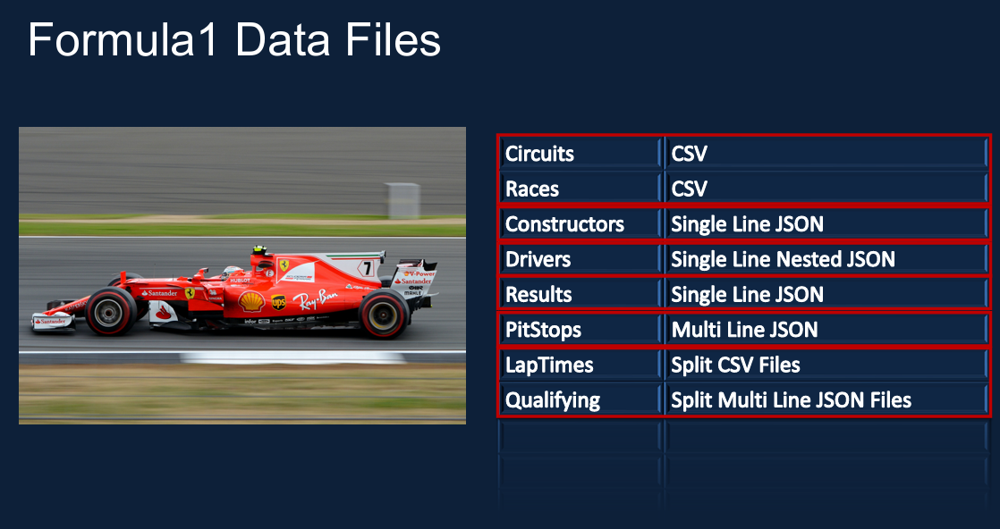 Formula1 Data Files
Circuits CSV
Races CSV
Constructors Single Line JSON
Drivers Single Line Nested JSON
Results Single Line JSON
PitStops Multi Line JSON
LapTimes Split CSV Files
Qualifying Split Multi Line JSON Files
7
V-Power
Santander
MAHLE
HUBLOT
Santander
ups
Ray-Ban
infor
Santander